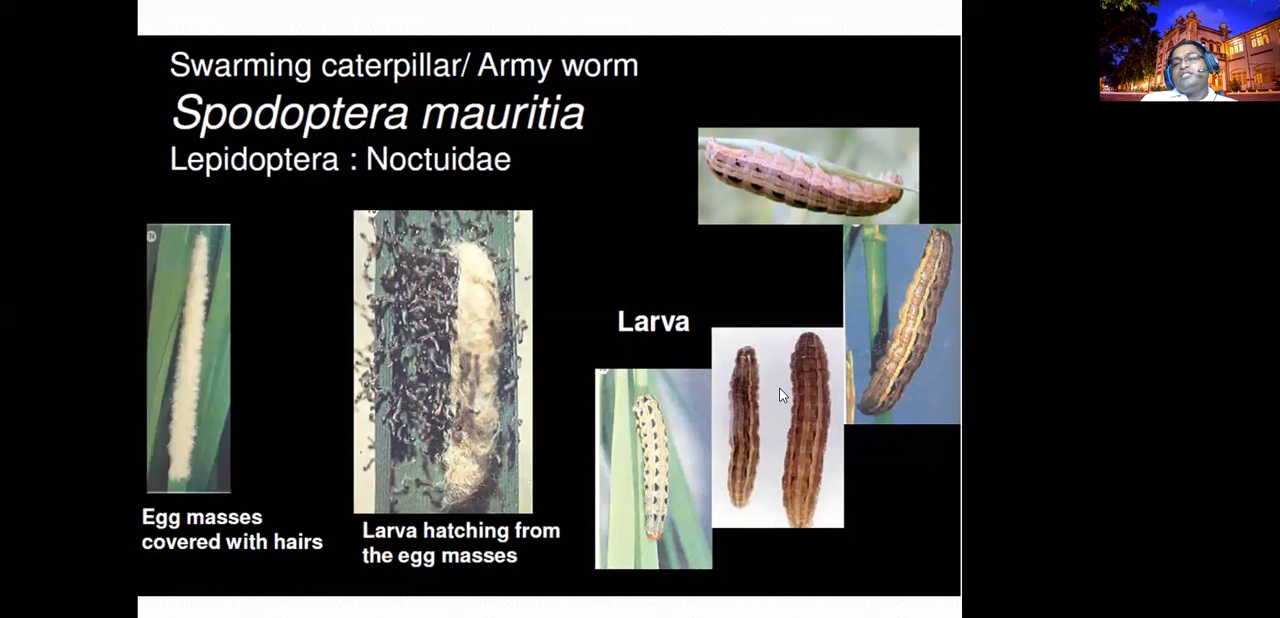 Swarming caterpillar/ Army worm
Spodoptera mauritia
Lepidoptera : Noctuidae
Larva
Egg masses
covered with hairs
Larva hatching from
the egg masses